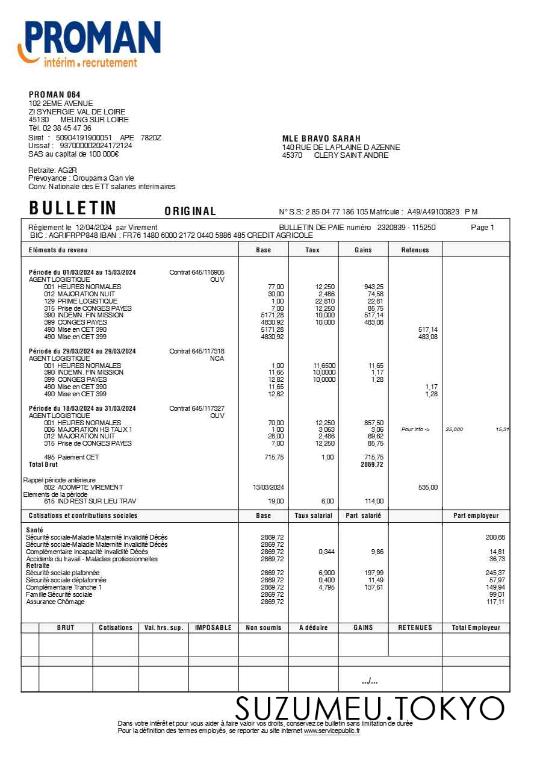 PROMAN
intérim.recrutement
PROMAN 064
102 2EME AVENUE
ZI SYNERGIE VAL DE LOIRE
45130 MEUNG SUR LOIRE
Tél. 02 38 45 47 36
Siret : 50904191900051 APE 7820Z
Urssaf : 937000002024172124
SAS au capital de 100 000€
MLE BRAVO SARAH
140 RUE DE LA PLAINE D AZENNE
45370 CLERY SAINT ANDRE
Retraite: AG2R
Prevoyance : Groupama Gan vie
Conv. Nationale des ETT salaries interimaires
BULLETIN ORIGINAL N° S.S: 2 85 04 77 186 105 Matricule : A49/A49100823 P M
Règlement le 12/04/2024 par Virement BULLETIN DE PAIE numéro 2320939 - 115250 Page 1
BIC : AGRIFRPP848 IBAN : FR76 1480 6000 2172 0440 5886 485 CREDIT AGRICOLE
Eléments du revenu Base Taux Gains Retenues
Période du 01/03/2024 au 15/03/2024 Contrat 646/116905
AGENT LOGISTIQUE OUV
001 HEURES NORMALES 77,00 12,250 943,25
012 MAJORATION NUIT 30,00 2,486 74,58
129 PRIME LOGISTIQUE 1,00 22,810 22,81
315 Prise de CONGES PAYES 7,00 12,250 85,75
390 INDEMN. FIN MISSION 5171,28 10,000 517,14
399 CONGES PAYES 4830,92 10,000 483,08
490 Mise en CET 390 5171,28 517,14
490 Mise en CET 399 4830,92 483,08
Période du 29/03/2024 au 29/03/2024 Contrat 646/117318
AGENT LOGISTIQUE NCA
001 HEURES NORMALES 1,00 11,6500 11,65
390 INDEMN. FIN MISSION 11,65 10,0000 1,17
399 CONGES PAYES 12,82 10,0000 1,28
490 Mise en CET 390 11,65 1,17
490 Mise en CET 399 12,82 1,28
Période du 18/03/2024 au 31/03/2024 Contrat 646/117327
AGENT LOGISTIQUE OUV
001 HEURES NORMALES 70,00 12,250 857,50
006 MAJORATION HS TAUX 1 1,00 3,063 3,06 Pour info -> 25,000 15,31
012 MAJORATION NUIT 28,00 2,486 69,62
315 Prise de CONGES PAYES 7,00 12,250 85,75
495 Paiement CET 715,75 1,00 715,75
Total Brut 2869,72
Rappel période antérieure
802 ACOMPTE VIREMENT 13/03/2024 535,00
Elements de la période
615 IND REST SUR LIEU TRAV 19,00 6,00 114,00
Cotisations et contributions sociales Base Taux salarial Part salarié Part employeur
Santé
Sécurité sociale-Maladie Maternité Invalidité Décès 2869,72 200,88
Sécurité sociale-Maladie Maternité Invalidité Décès 2869,72
Complémentaire Incapacité Invalidité Décès 2869,72 0,344 9,86 14,81
Accidents du travail - Maladies professionnelles 2869,72 36,73
Retraite
Sécurité sociale plafonnée 2869,72 6,900 197,99 245,37
Sécurité sociale déplafonnée 2869,72 0,400 11,49 57,97
Complémentaire Tranche 1 2869,72 4,795 137,61 149,94
Famille Sécurité sociale 2869,72 99,01
Assurance Chômage 2869,72 117,11
BRUT Cotisations Val. hrs. sup. IMPOSABLE Non soumis A déduire GAINS RETENUES Total Employeur
.../...
SUZUMEU.TOKYO
Dans votre intérêt et pour vous aider à faire valoir vos droits, conservez ce bulletin sans limitation de durée
Pour la définition des termes employés, se reporter au site internet www.servicepublic.fr